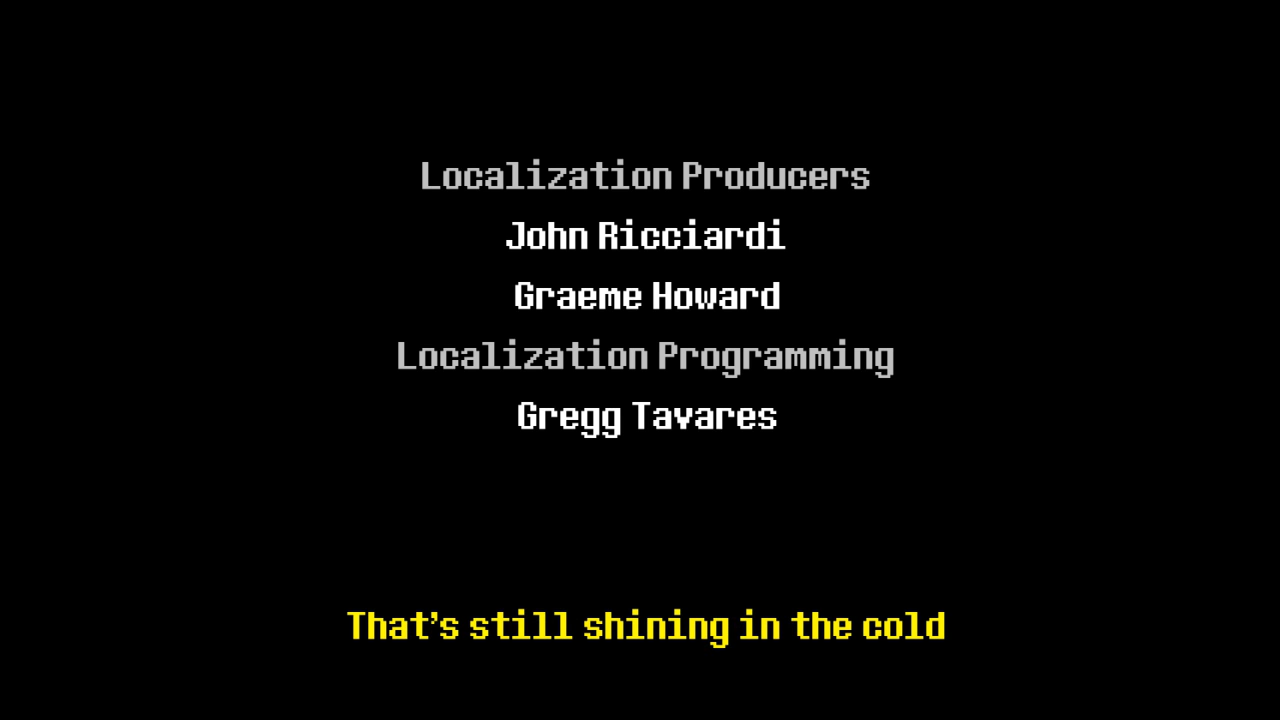 Localization Producers
John Ricciardi
Graeme Howard
Localization Programming
Gregg Tavares
That's still shining in the cold